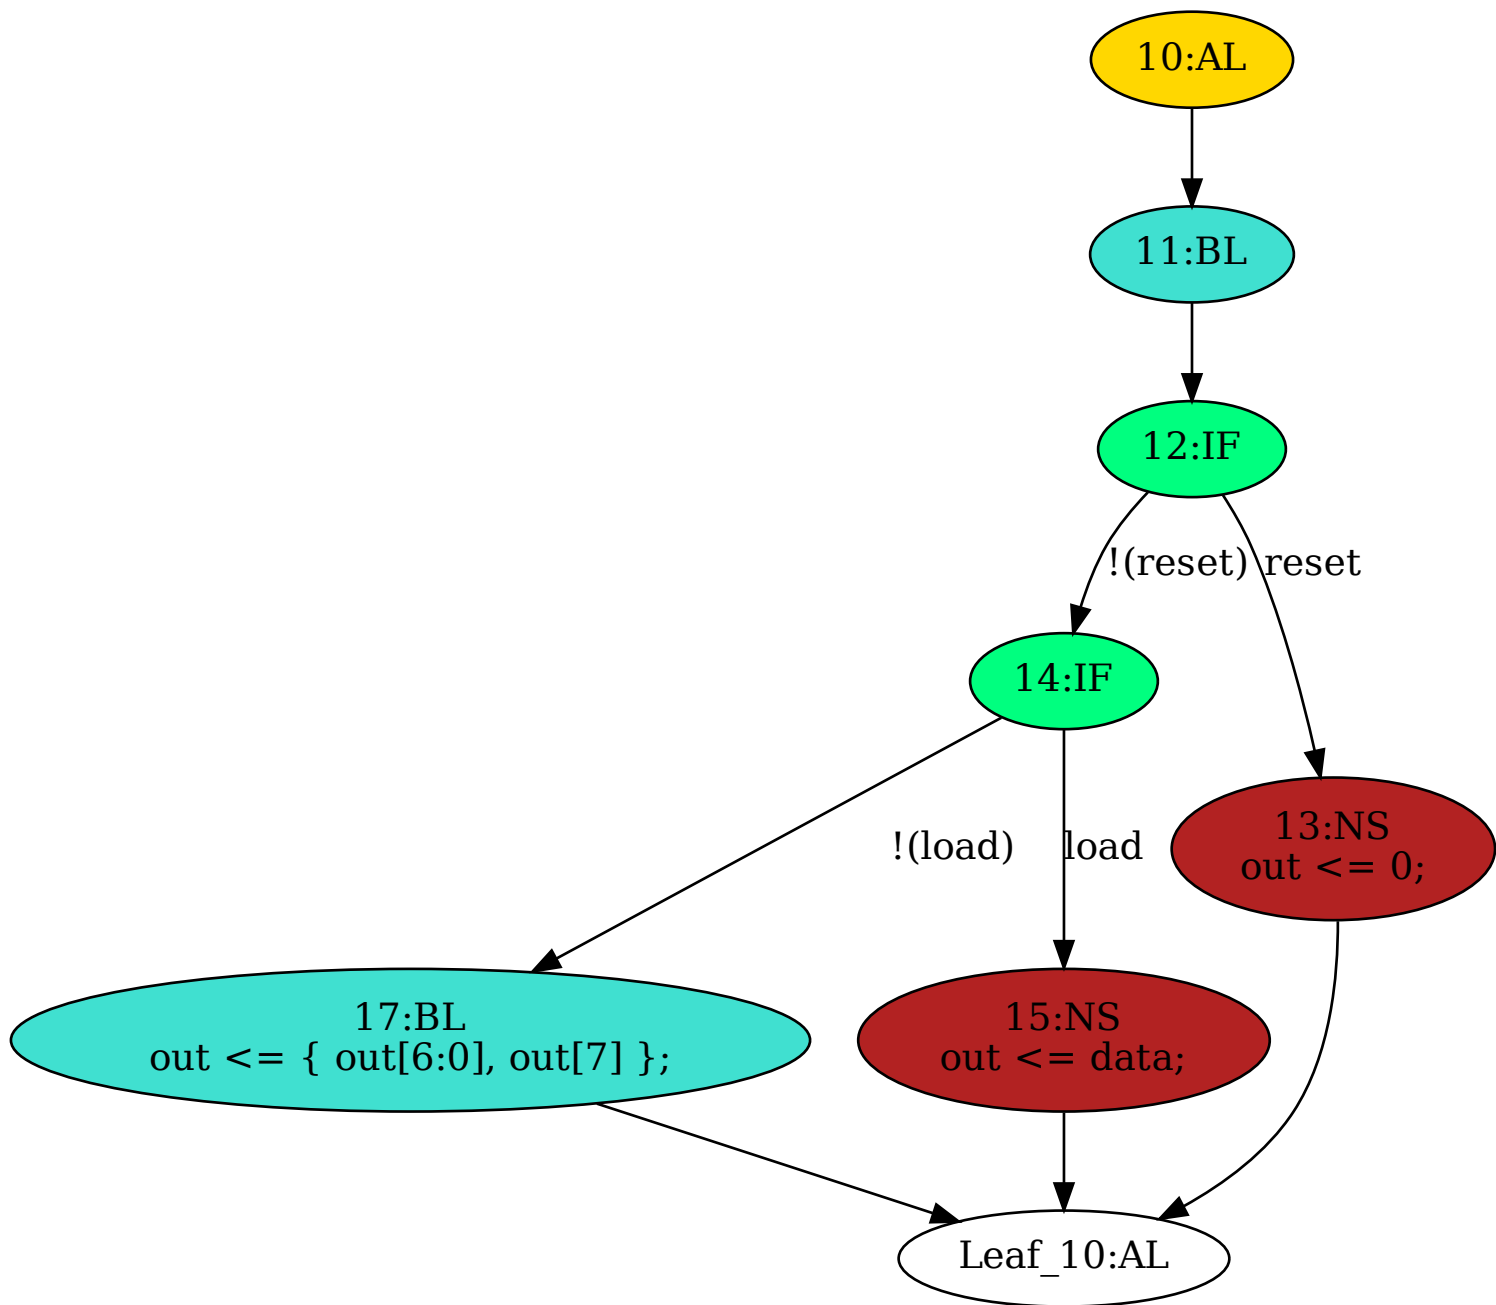 10:AL
11:BL
12:IF
!(reset)
reset
14:IF
!(load)
load
13:NS
out <= 0;
17:BL
out <= { out[6:0], out[7] };
15:NS
out <= data;
Leaf_10:AL